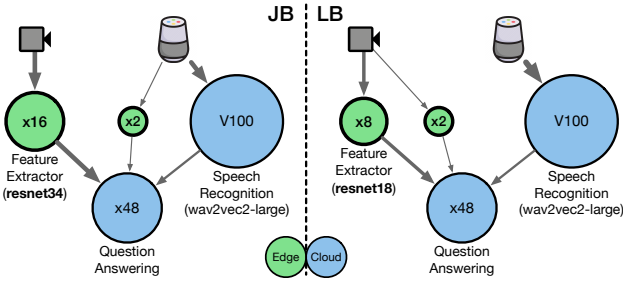 JB
x16
x2
V100
Feature
Extractor
(resnet34)
Speech
Recognition
(wav2vec2-large)
x48
Question
Answering
LB
x8
x2
V100
Feature
Extractor
(resnet18)
Speech
Recognition
(wav2vec2-large)
x48
Question
Answering
Edge
Cloud